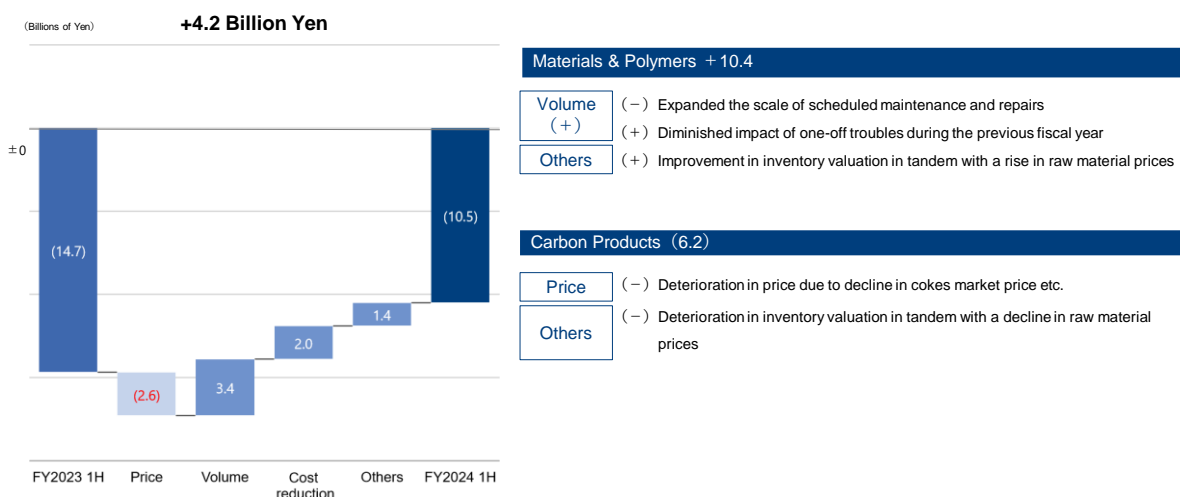 （Billions of Yen）
+4.2 Billion Yen
±0
(14.7)
(2.6)
3.4
2.0
1.4
(10.5)
FY2023 1H
Price
Volume
Cost
reduction
Others
FY2024 1H
Materials & Polymers ＋10.4
Volume
（＋）
（－） Expanded the scale of scheduled maintenance and repairs
（＋） Diminished impact of one-off troubles during the previous fiscal year
Others
（＋） Improvement in inventory valuation in tandem with a rise in raw material prices
Carbon Products（6.2）
Price
（－） Deterioration in price due to decline in cokes market price etc.
Others
（－） Deterioration in inventory valuation in tandem with a decline in raw material
prices